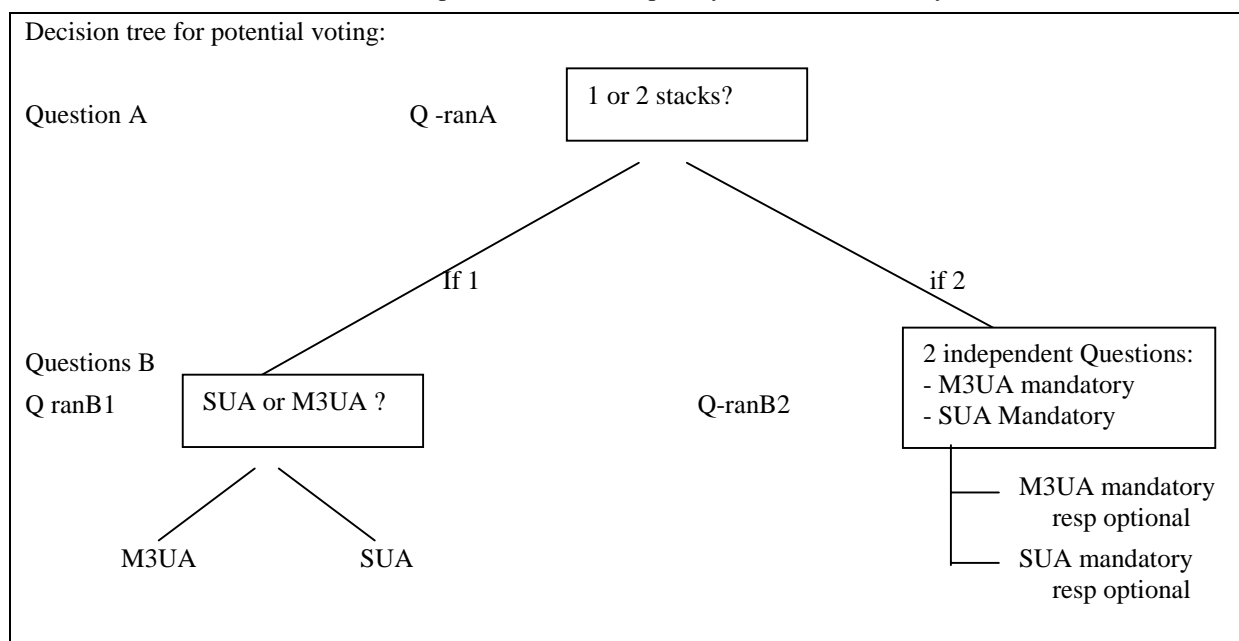 Decision tree for potential voting:
1 or 2 stacks?
Question A
Q -ranA
If 1
if 2
Questions B
Q ranB1
SUA or M3UA ?
Q-ranB2
2 independent Questions:
- M3UA mandatory
- SUA Mandatory
M3UA
SUA
M3UA mandatory
resp optional
SUA mandatory
resp optional